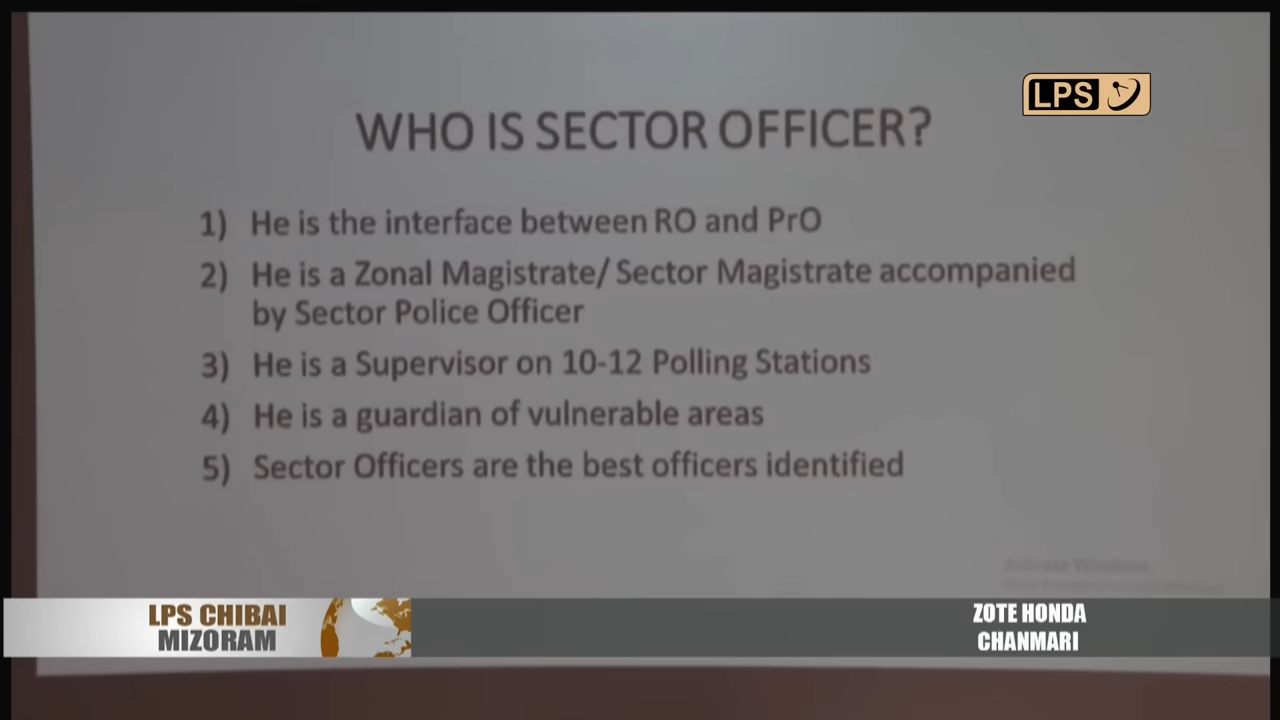 LPS
WHO IS SECTOR OFFICER?
1) He is the interface between RO and PrO
2) He is a Zonal Magistrate/ Sector Magistrate accompanied
by Sector Police Officer
3) He is a Supervisor on 10-12 Polling Stations
4) He is a guardian of vulnerable areas
5) Sector Officers are the best officers identified
Activate Windows
LPS CHIBAI
MIZORAM
ZOTE HONDA
CHANMARI